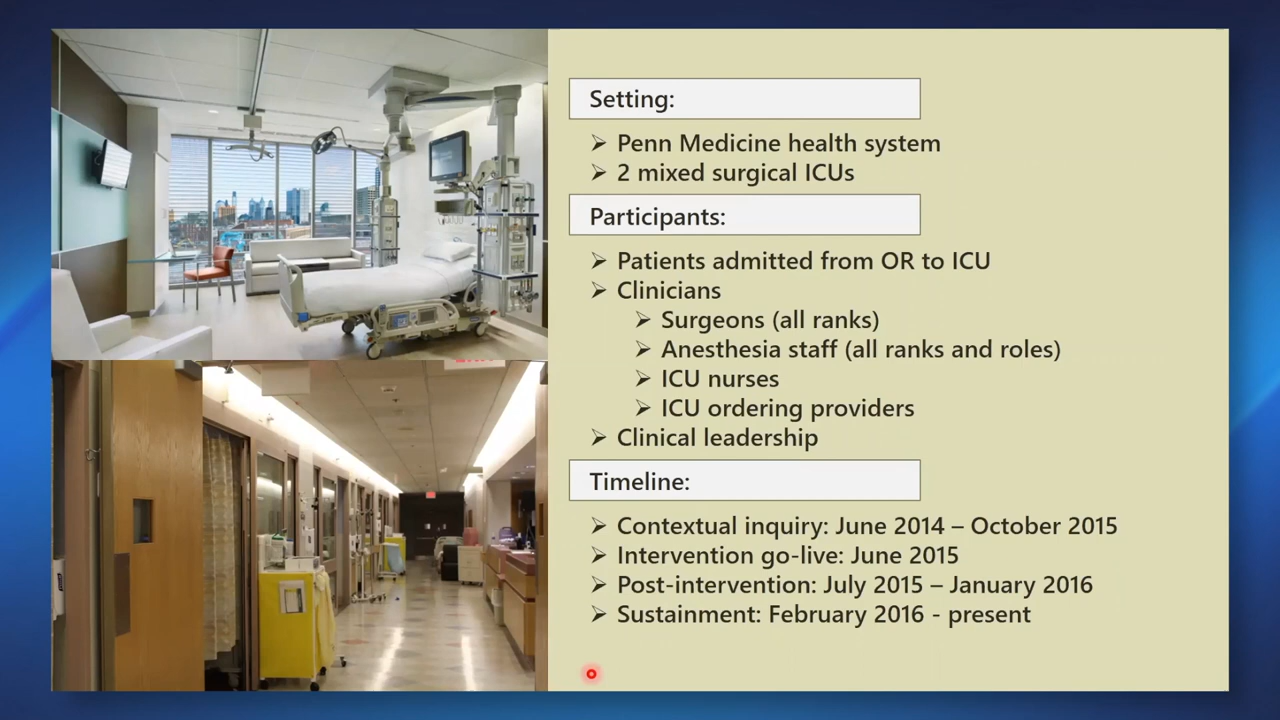 Setting:
➢ Penn Medicine health system
➢ 2 mixed surgical ICUs
Participants:
➢ Patients admitted from OR to ICU
➢ Clinicians
➢ Surgeons (all ranks)
➢ Anesthesia staff (all ranks and roles)
➢ ICU nurses
➢ ICU ordering providers
➢ Clinical leadership
Timeline:
➢ Contextual inquiry: June 2014 – October 2015
➢ Intervention go-live: June 2015
➢ Post-intervention: July 2015 – January 2016
➢ Sustainment: February 2016 - present